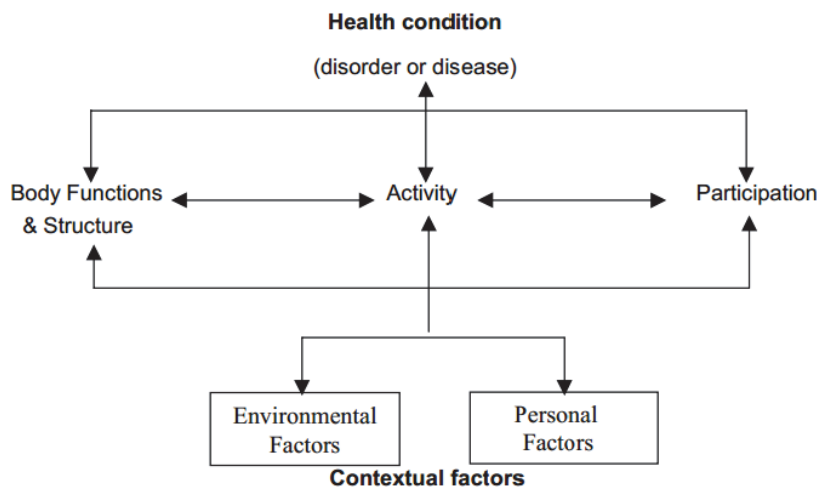 Health condition
(disorder or disease)
Body Functions
& Structure
Activity
Participation
Environmental
Factors
Personal
Factors
Contextual factors